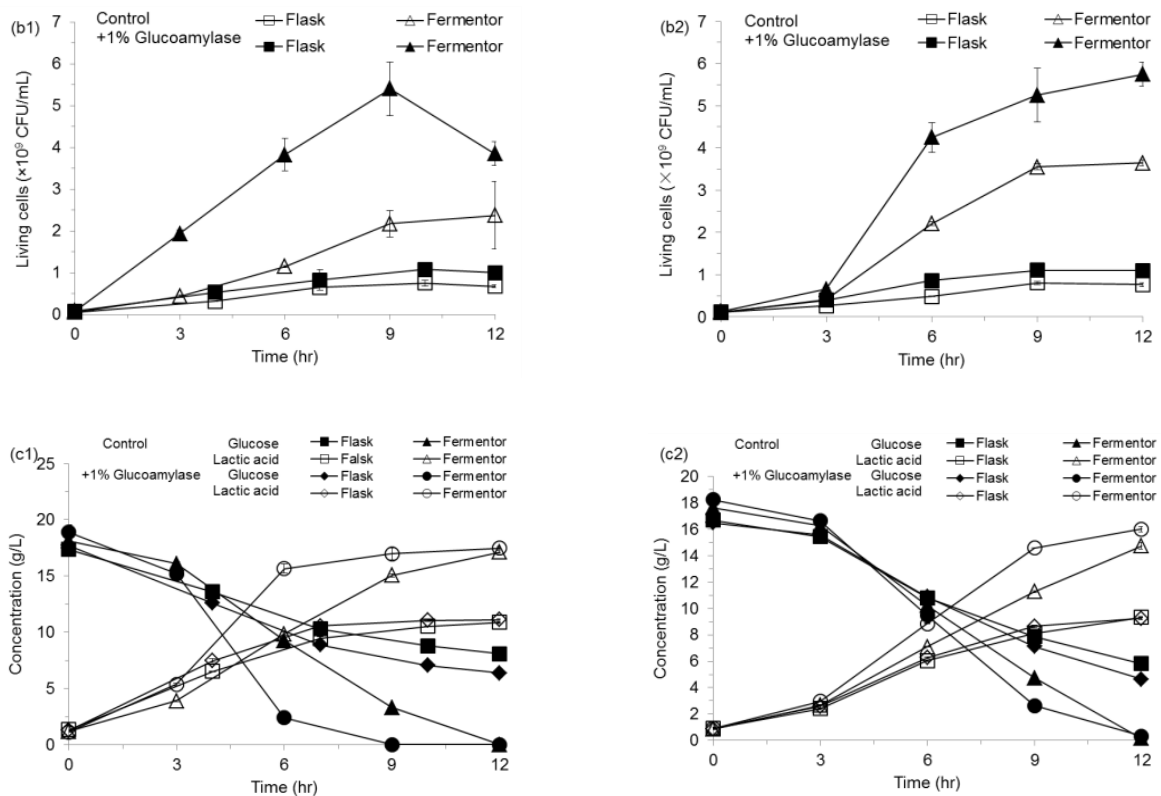 (b1)
Control
+1% Glucoamylase
Flask
Fermentor
Flask
Fermentor
Living cells (×10⁹ CFU/mL)
7
6
5
4
3
2
1
0
0 3 6 9 12
Time (hr)
(b2)
Control
+1% Glucoamylase
Flask
Fermentor
Flask
Fermentor
Living cells (×10⁹ CFU/mL)
7
6
5
4
3
2
1
0
0 3 6 9 12
Time (hr)
(c1)
Control Glucose Flask Fermentor
Lactic acid Falsk Fermentor
+1% Glucoamylase Glucose Flask Fermentor
Lactic acid Flask Fermentor
Concentration (g/L)
25
20
15
10
5
0
0 3 6 9 12
Time (hr)
(c2)
Control Glucose Flask Fermentor
Lactic acid Flask Fermentor
+1% Glucoamylase Glucose Flask Fermentor
Lactic acid Flask Fermentor
Concentration (g/L)
20
18
16
14
12
10
8
6
4
2
0
0 3 6 9 12
Time (hr)